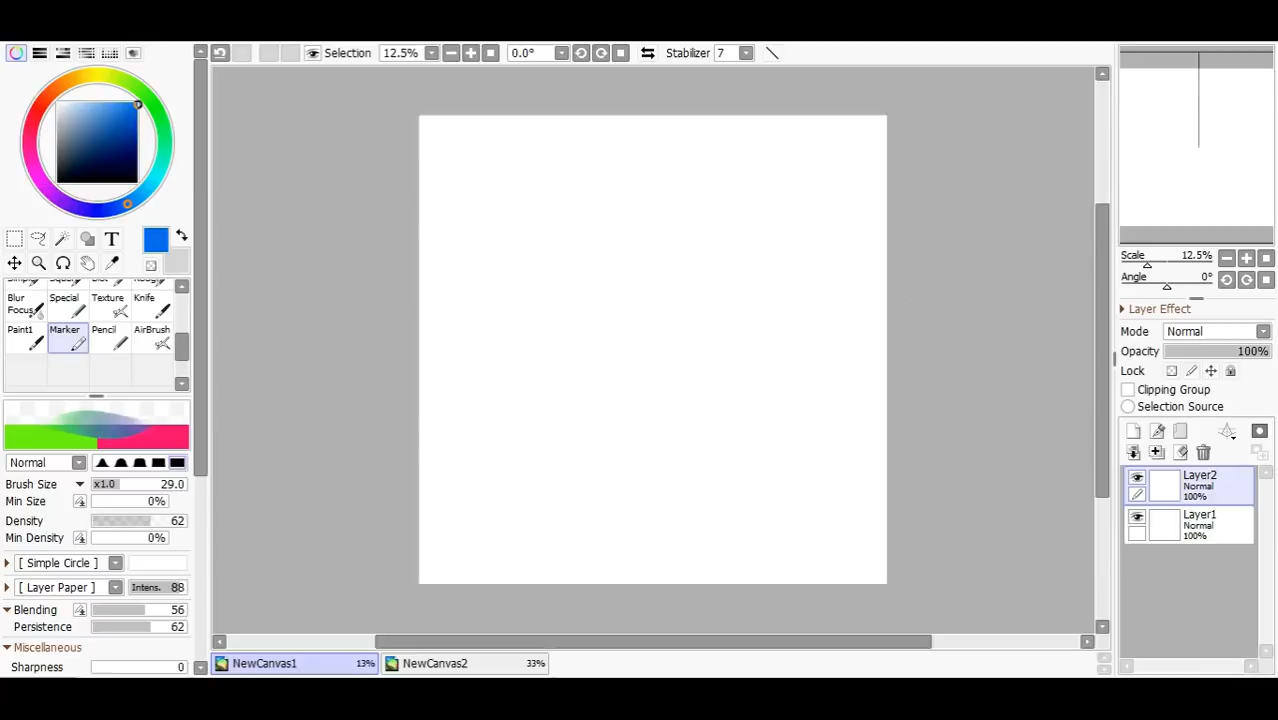 Selection 12.5% 0.0° Stabilizer 7
T
Blur Focus Special Texture Knife
Paint1 Marker Pencil AirBrush
Normal
Brush Size x1.0 29.0
Min Size 0%
Density 62
Min Density 0%
[ Simple Circle ]
[ Layer Paper ] Intens. 88
Blending 56
Persistence 62
Miscellaneous
Sharpness 0
NewCanvas1 13% NewCanvas2 33%
Scale 12.5%
Angle 0°
Layer Effect
Mode Normal
Opacity 100%
Lock
Clipping Group
Selection Source
Layer2
Normal
100%
Layer1
Normal
100%